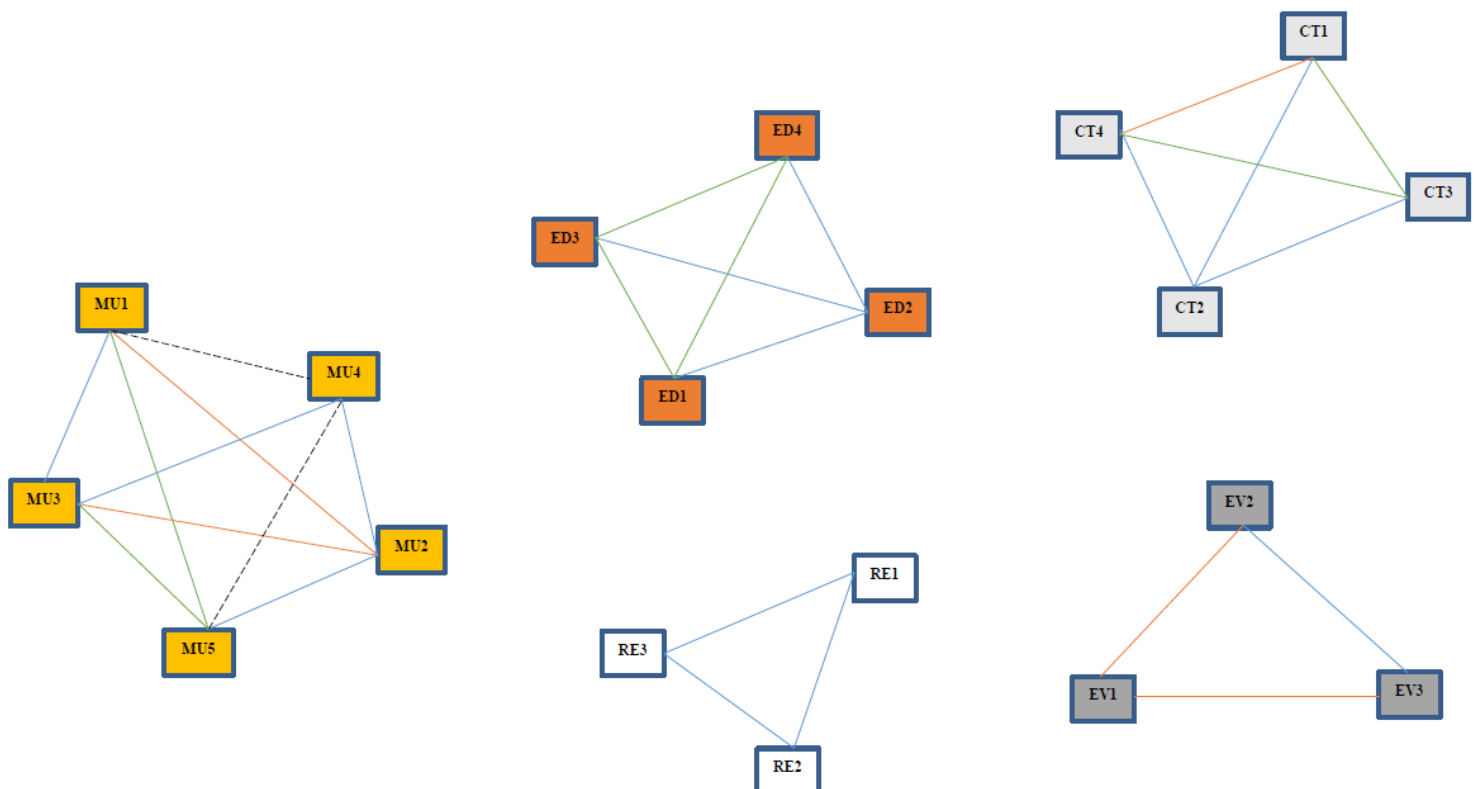 CT1
CT4
CT3
CT2
ED4
ED3
ED2
ED1
MU1
MU4
MU3
MU2
MU5
RE1
RE3
RE2
EV2
EV1
EV3